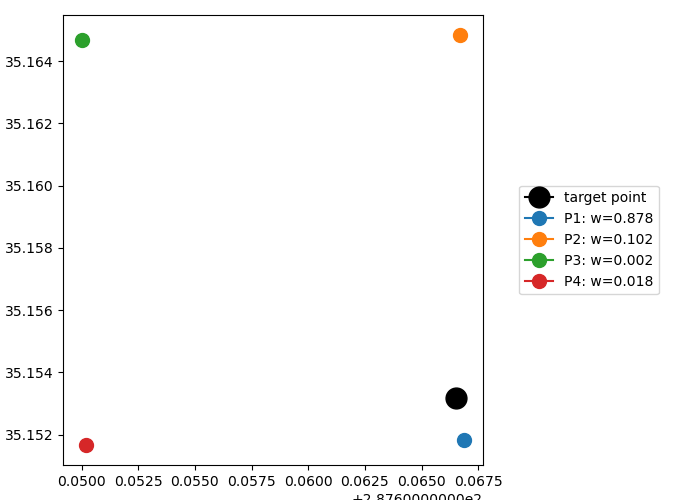 35.164
35.162
35.160
35.158
35.156
35.154
35.152
0.0500 0.0525 0.0550 0.0575 0.0600 0.0625 0.0650 0.0675
+2.8760000000e2
target point
P1: w=0.878
P2: w=0.102
P3: w=0.002
P4: w=0.018